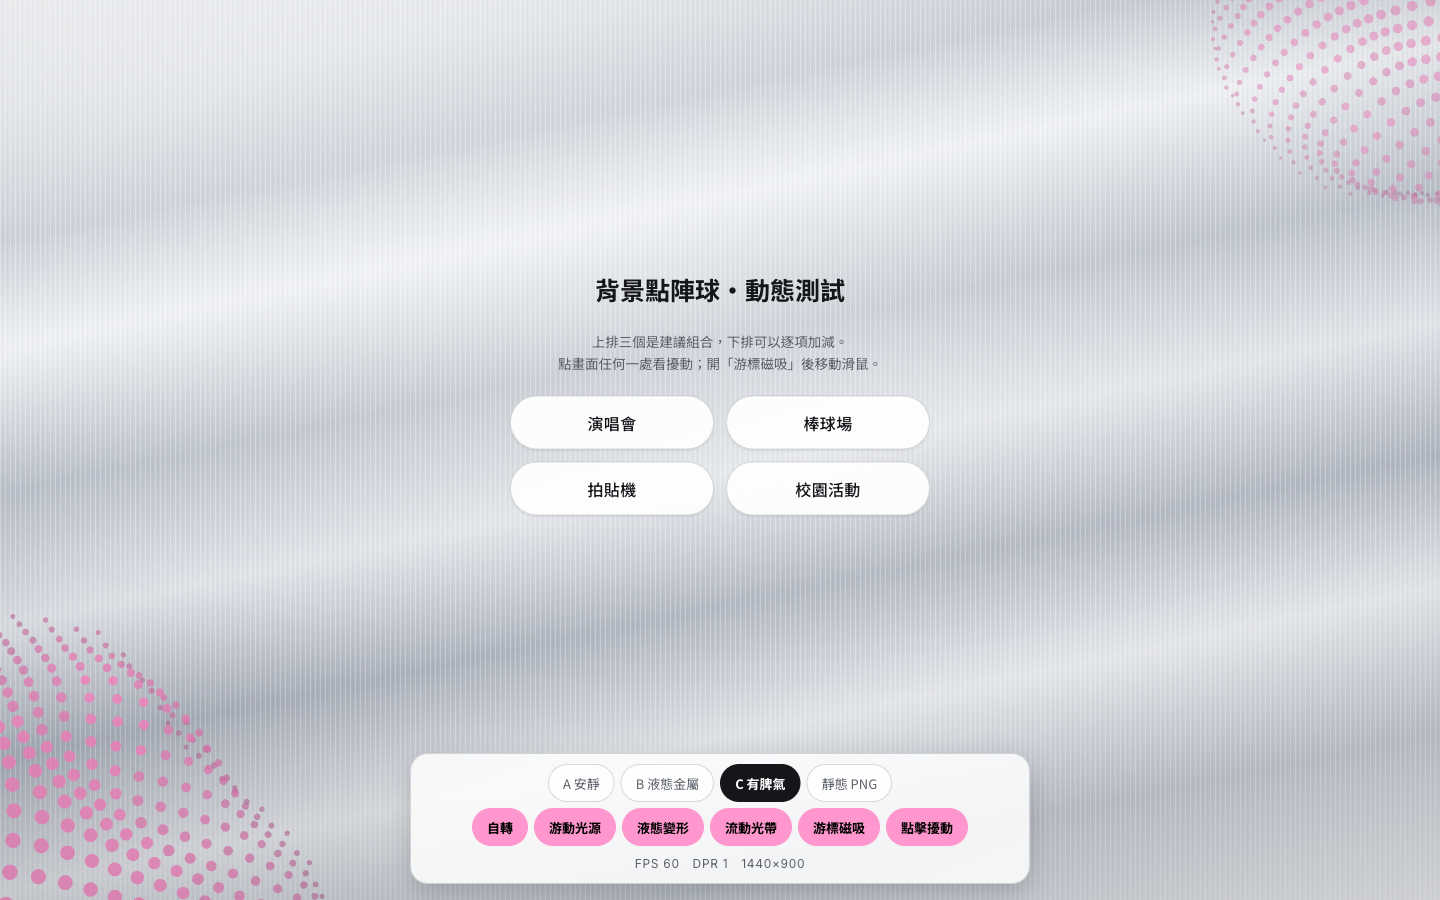 背景點陣球・動態測試
上排三個是建議組合，下排可以逐項加減。
點畫面任何一處看擾動；開「游標磁吸」後移動滑鼠。
演唱會
棒球場
拍貼機
校園活動
A 安靜
B 液態金屬
C 有脾氣
靜態 PNG
自轉
游動光源
液態變形
流動光帶
游標磁吸
點擊擾動
FPS 60 DPR 1 1440×900